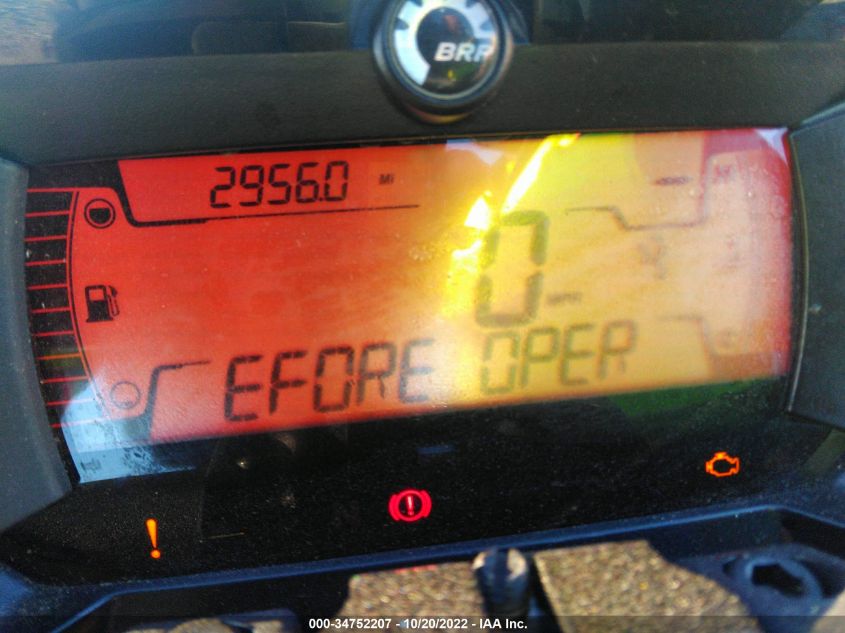 BRP
2956.0 MI
0
MPH
EFORE OPER
000-34752207 - 10/20/2022 - IAA Inc.